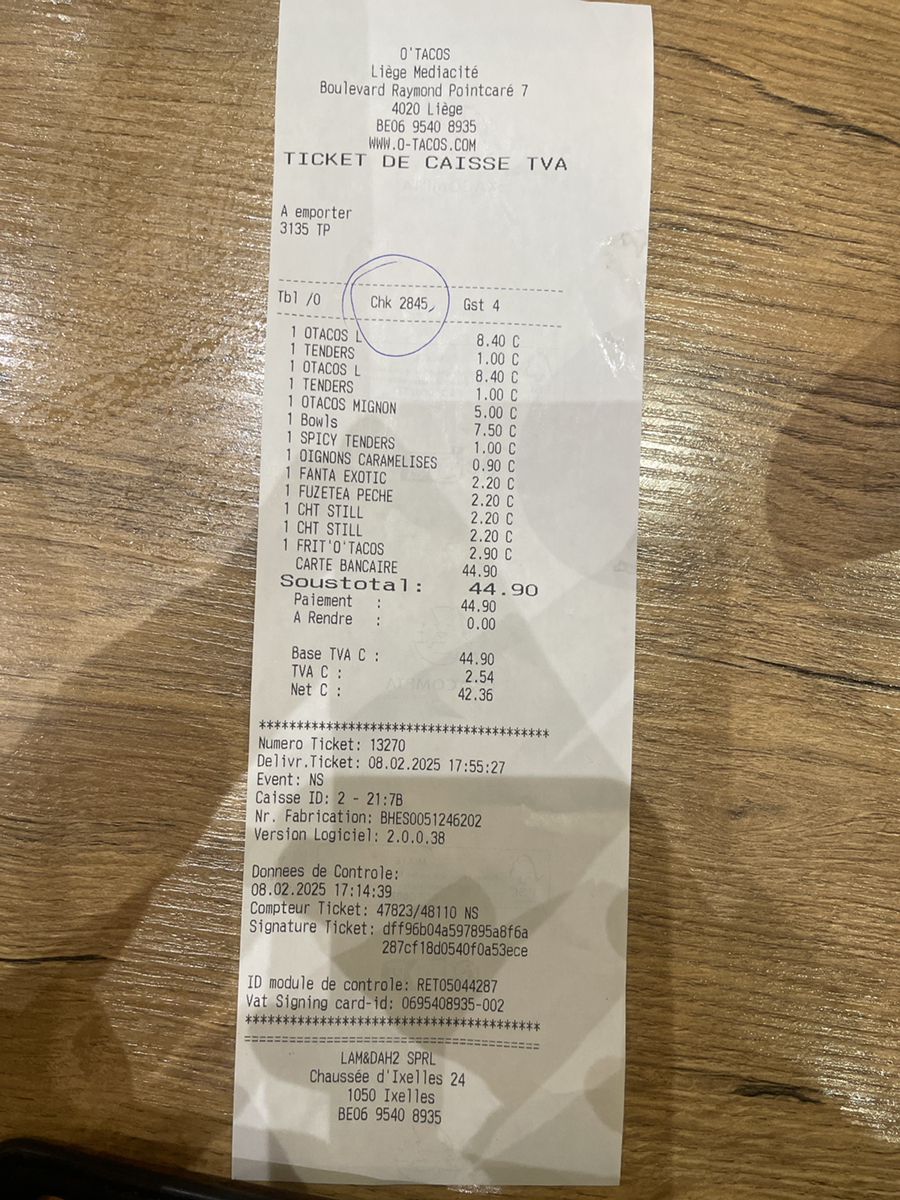 O'TACOS
Liège Mediacité
Boulevard Raymond Pointcaré 7
4020 Liège
BE06 9540 8935
WWW.O-TACOS.COM
TICKET DE CAISSE TVA
A emporter
3135 TP
Tbl /0 Chk 2845 Gst 4
1 OTACOS L 8.40 C
1 TENDERS 1.00 C
1 OTACOS L 8.40 C
1 TENDERS 1.00 C
1 OTACOS MIGNON 5.00 C
1 Bowls 7.50 C
1 SPICY TENDERS 1.00 C
1 OIGNONS CARAMELISES 0.90 C
1 FANTA EXOTIC 2.20 C
1 FUZETEA PECHE 2.20 C
1 CHT STILL 2.20 C
1 CHT STILL 2.20 C
1 FRIT'O'TACOS 2.90 C
CARTE BANCAIRE 44.90
Soustotal: 44.90
Paiement : 44.90
A Rendre : 0.00
Base TVA C : 44.90
TVA C : 2.54
Net C : 42.36
****************************************
Numero Ticket: 13270
Delivr.Ticket: 08.02.2025 17:55:27
Event: NS
Caisse ID: 2 - 21:7B
Nr. Fabrication: BHES0051246202
Version Logiciel: 2.0.0.38
Donnees de Controle:
08.02.2025 17:14:39
Compteur Ticket: 47823/48110 NS
Signature Ticket: dff96b04a597895a8f6a
287cf18d0540f0a53ece
ID module de controle: RET05044287
Vat Signing card-id: 0695408935-002
****************************************
========================================
LAM&DAH2 SPRL
Chaussée d'Ixelles 24
1050 Ixelles
BE06 9540 8935